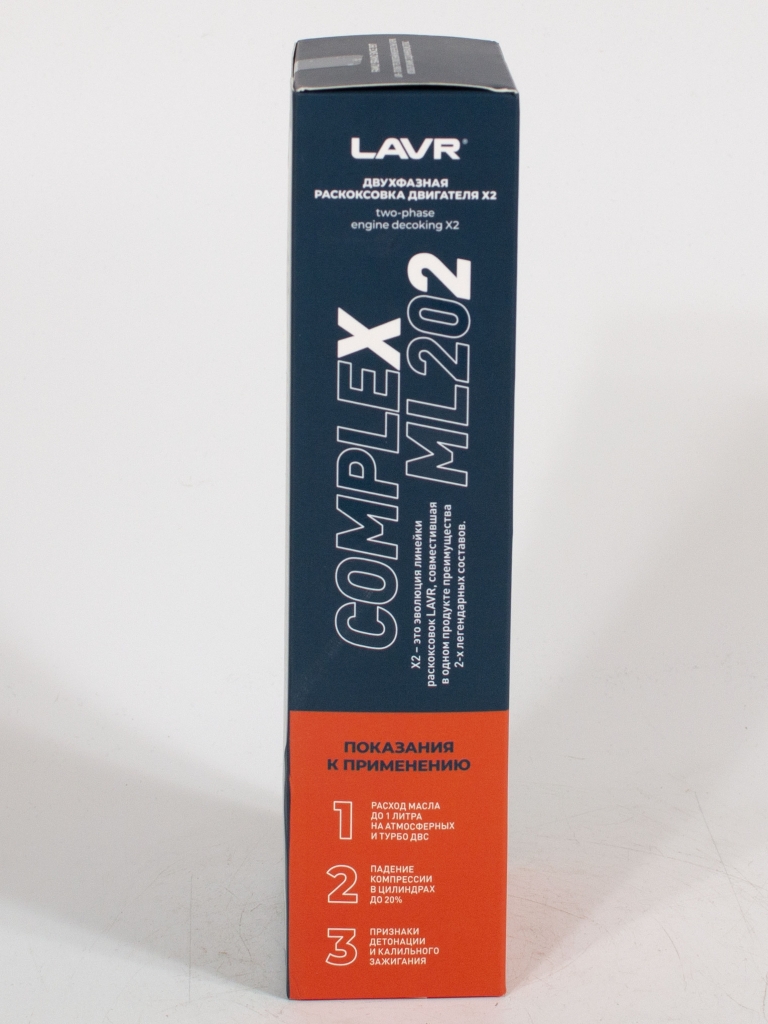 LAVR®
ДВУХФАЗНАЯ
РАСКОКСОВКА ДВИГАТЕЛЯ X2
two-phase
engine decoking X2
COMPLEX
ML202
X2 – это эволюция линейки
раскоксовок LAVR, совместившая
в одном продукте преимущества
2-х легендарных составов.
ПОКАЗАНИЯ
К ПРИМЕНЕНИЮ
1
РАСХОД МАСЛА
ДО 1 ЛИТРА
НА АТМОСФЕРНЫХ
И ТУРБО ДВС
2
ПАДЕНИЕ
КОМПРЕССИИ
В ЦИЛИНДРАХ
ДО 20%
3
ПРИЗНАКИ
ДЕТОНАЦИИ
И КАЛИЛЬНОГО
ЗАЖИГАНИЯ